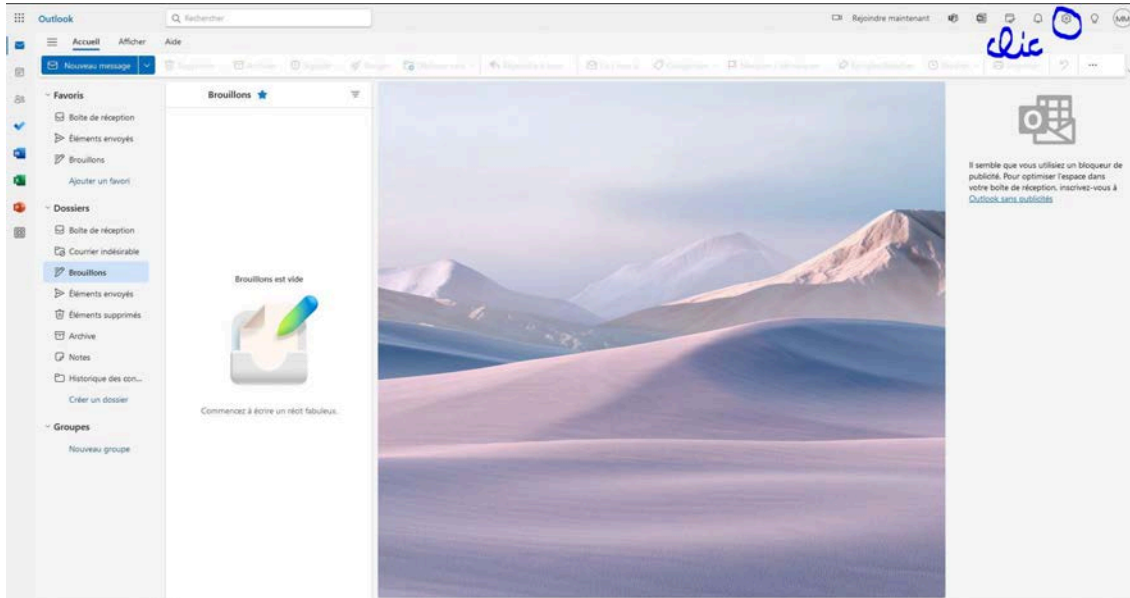 Outlook
Rechercher
Rejoindre maintenant
MM
clic
Accueil Afficher Aide
Nouveau message
Favoris
Boîte de réception
Éléments envoyés
Brouillons
Ajouter un favori
Dossiers
Boîte de réception
Courrier indésirable
Brouillons
Éléments envoyés
Éléments supprimés
Archive
Notes
Historique des con...
Créer un dossier
Groupes
Nouveau groupe
Brouillons
Brouillons est vide
Commencez à écrire un récit fabuleux.
Il semble que vous utilisiez un bloqueur de
publicité. Pour optimiser l'espace dans
votre boîte de réception, inscrivez-vous à
Outlook sans publicités